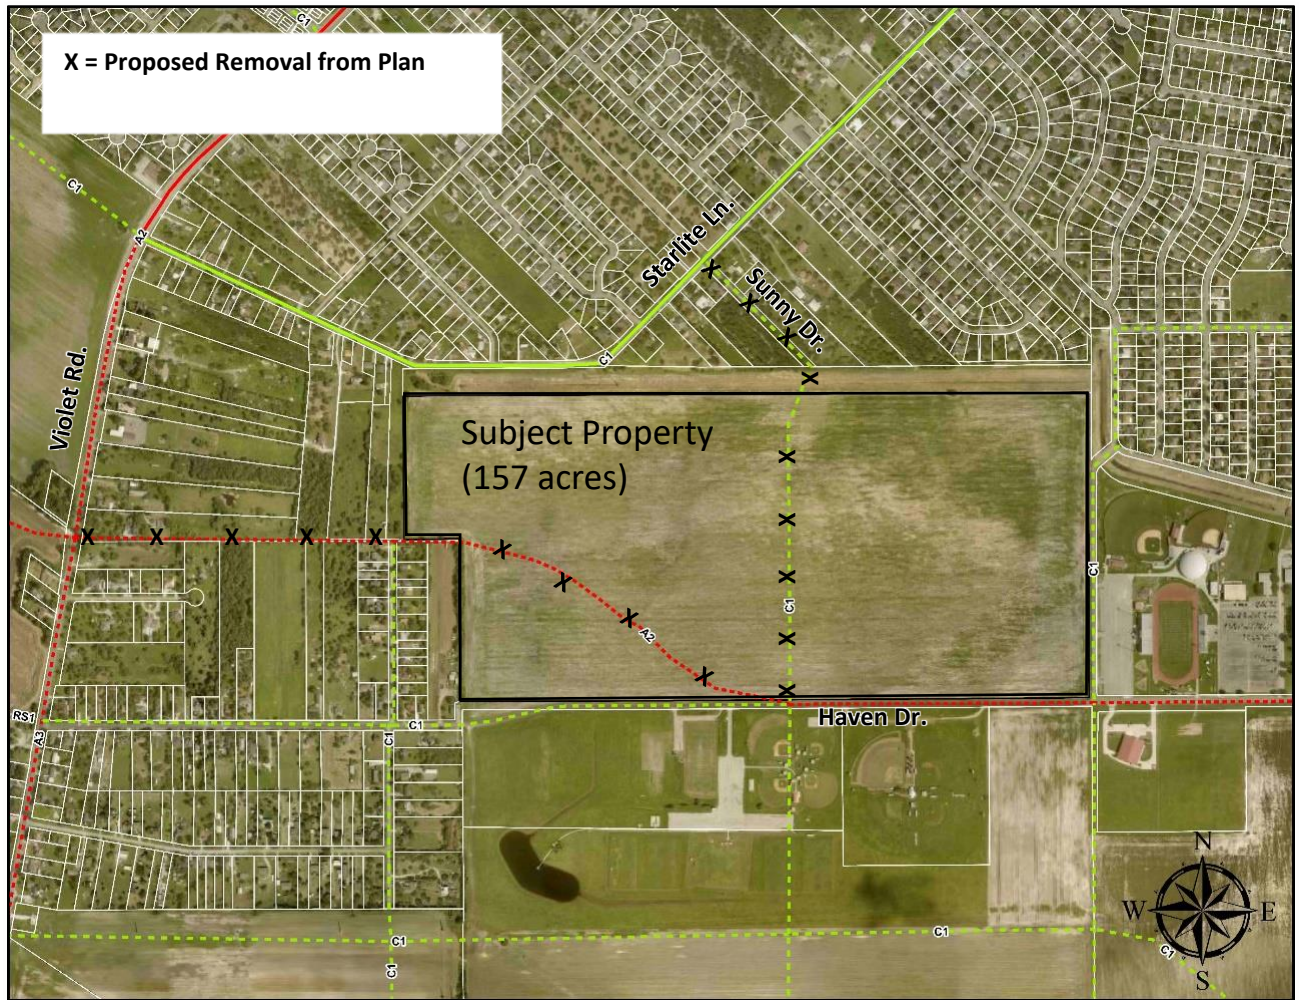 C1
X = Proposed Removal from Plan
C1
A2
Starlite Ln.
X
Sunny Dr.
X
X
Violet Rd.
C1
X
Subject Property
(157 acres)
X
X
X X X X X
X
X
X
C1
C1
X
A2
X
X
X
RS1
C1
Haven Dr.
A3
C1
N
W E
S
C1
C1
C1
C1